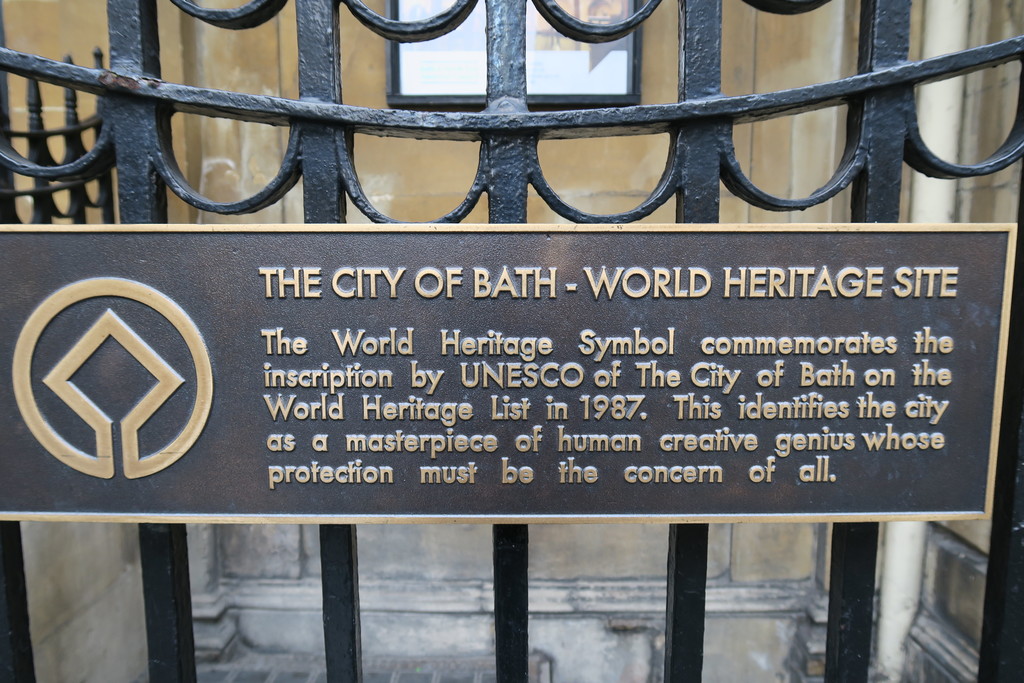 THE CITY OF BATH - WORLD HERITAGE SITE
The World Heritage Symbol commemorates the
inscription by UNESCO of The City of Bath on the
World Heritage List in 1987. This identifies the city
as a masterpiece of human creative genius whose
protection must be the concern of all.